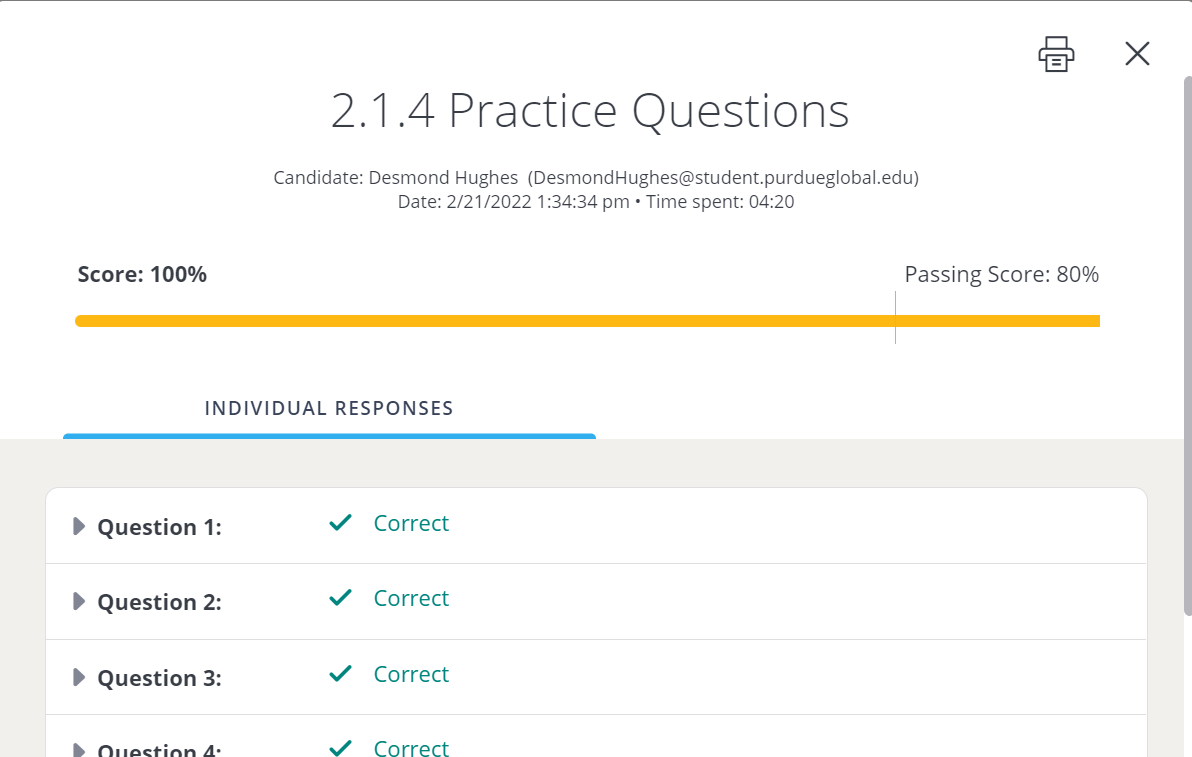 2.1.4 Practice Questions
Candidate: Desmond Hughes (DesmondHughes@student.purdueglobal.edu)
Date: 2/21/2022 1:34:34 pm • Time spent: 04:20
Score: 100%
Passing Score: 80%
INDIVIDUAL RESPONSES
Question 1: Correct
Question 2: Correct
Question 3: Correct
Question 4: Correct